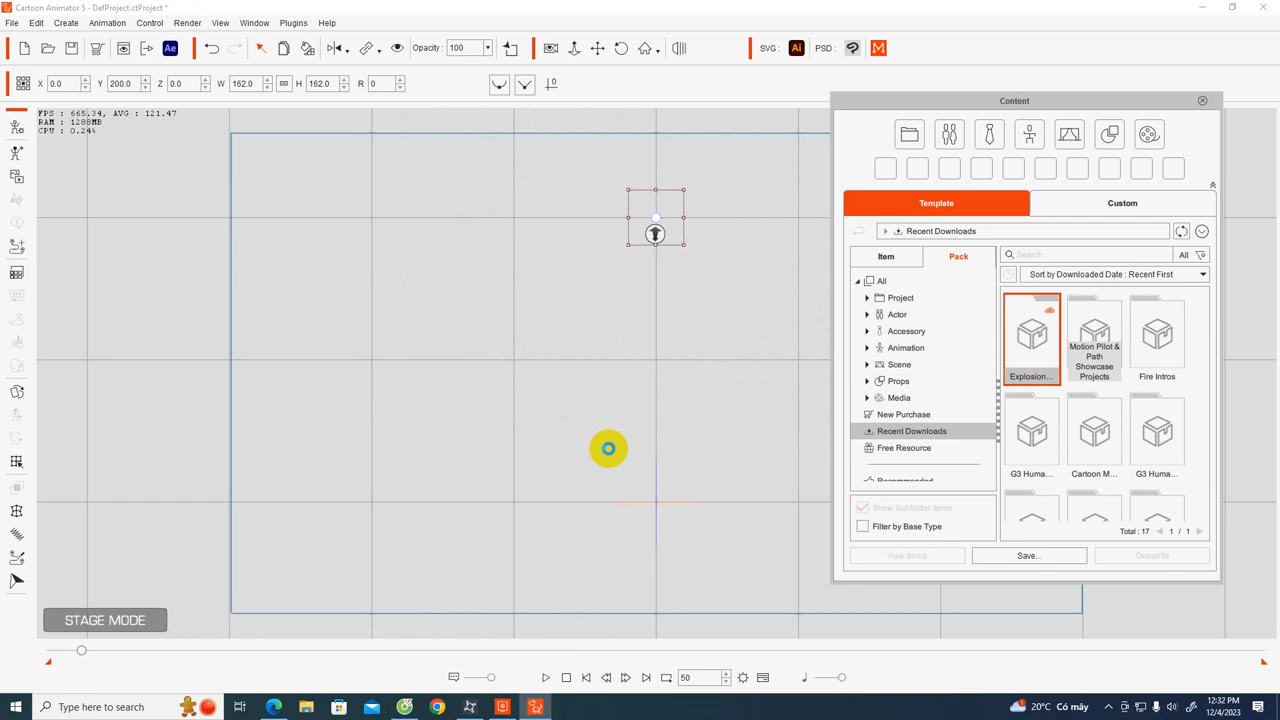 Cartoon Animator 5 - DefProject.ctProject *
File Edit Create Animation Control Render View Window Plugins Help
Ae Opacity : 100 SVG : Ai PSD : M
X 0.0 Y 200.0 Z 0.0 W 162.0 H 162.0 R 0 0
FPS : 665.34, AVG : 121.47
RAM : 1288MB
CPU : 0.24%
Content
Template Custom
Recent Downloads
Item Pack Search All
All Sort by Downloaded Date : Recent First
Project
Actor
Accessory
Animation
Scene
Props
Media
New Purchase
Recent Downloads
Free Resource
Recommended
Explosion...
Motion Pilot &
Path
Showcase
Projects
Fire Intros
G3 Huma...
Cartoon M...
G3 Huma...
Show Subfolder Items
Filter by Base Type
Total : 17 1 / 1
View Items Save... Overwrite
STAGE MODE
50
Type here to search
20°C Có mây
12:32 PM
12/4/2023